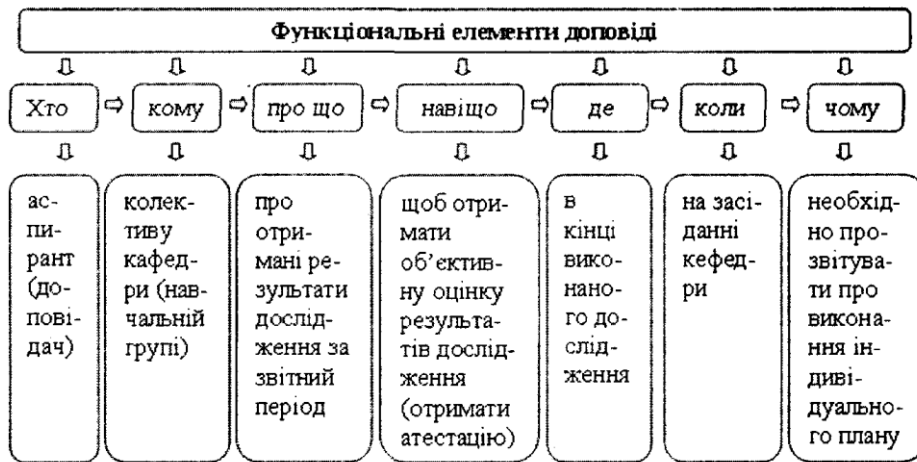 Функціональні елементи доповіді
Хто
кому
про що
навіщо
де
коли
чому
ас-
пи-
рант
(до-
пові-
дач)
колек-
тиву
кафед-
ри (нав-
чальній
групі)
про
отри-
мані ре-
зультати
дослід-
ження за
звітний
період
щоб отри-
мати
об’єктив-
ну оцінку
результа-
тів дослід-
ження
(отримати
атестацію)
в
кінці
вико-
нано-
го до-
слід-
ження
на засі-
данні
кефед-
ри
необхід-
но про-
звітува-
ти про
викона-
ння ін-
диві-
дуально-
го плану